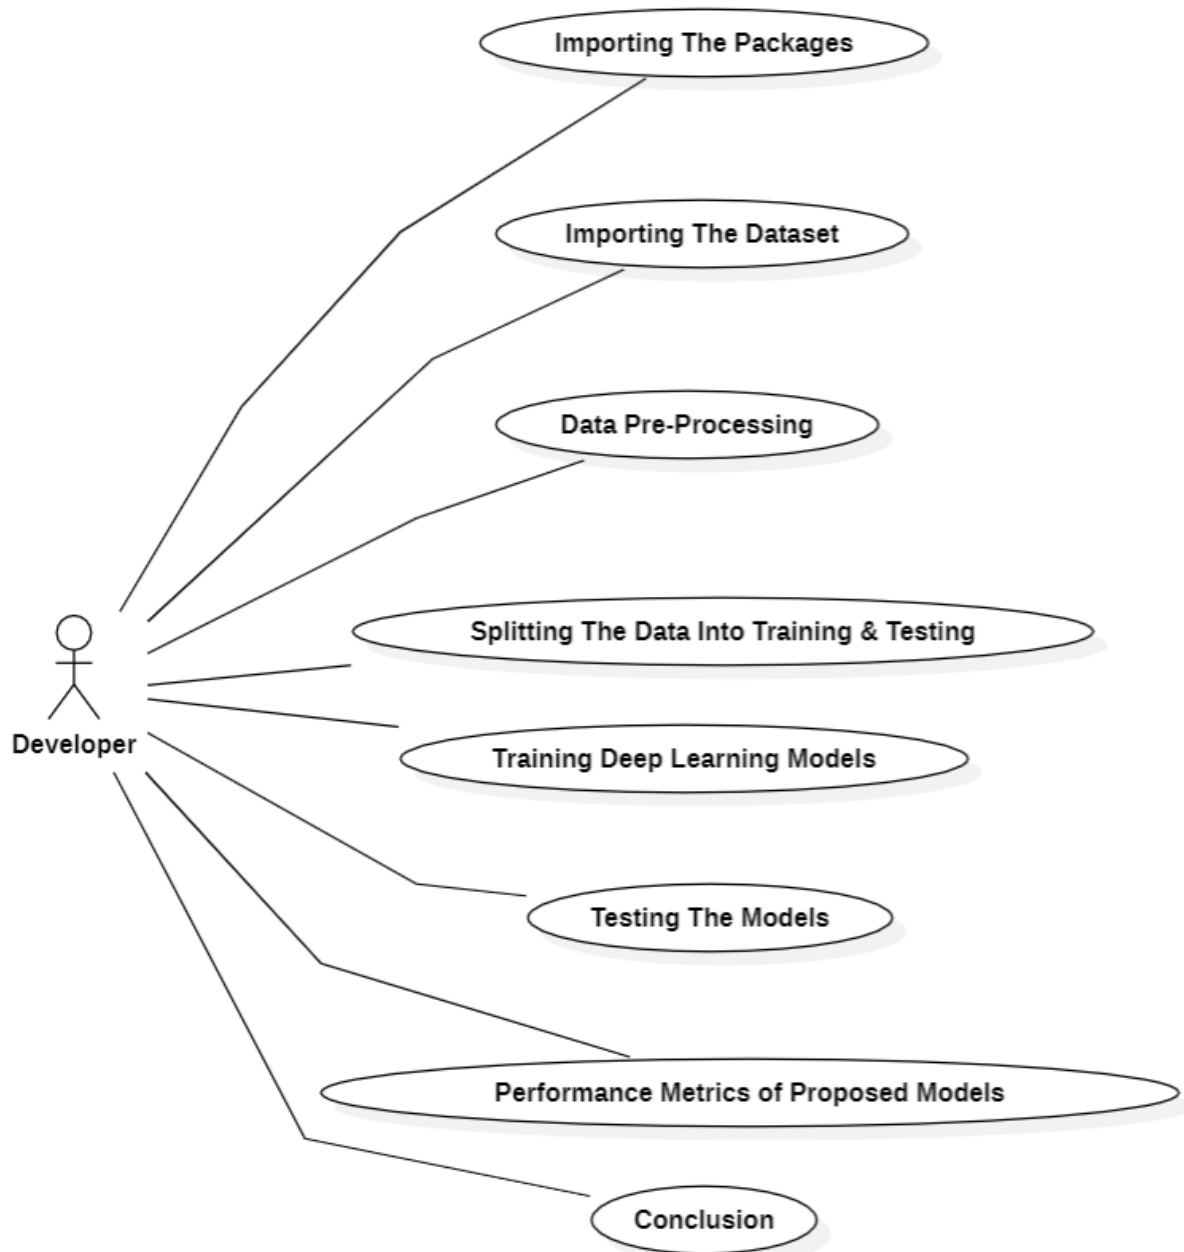 Importing The Packages
Importing The Dataset
Data Pre-Processing
Splitting The Data Into Training & Testing
Developer
Training Deep Learning Models
Testing The Models
Performance Metrics of Proposed Models
Conclusion